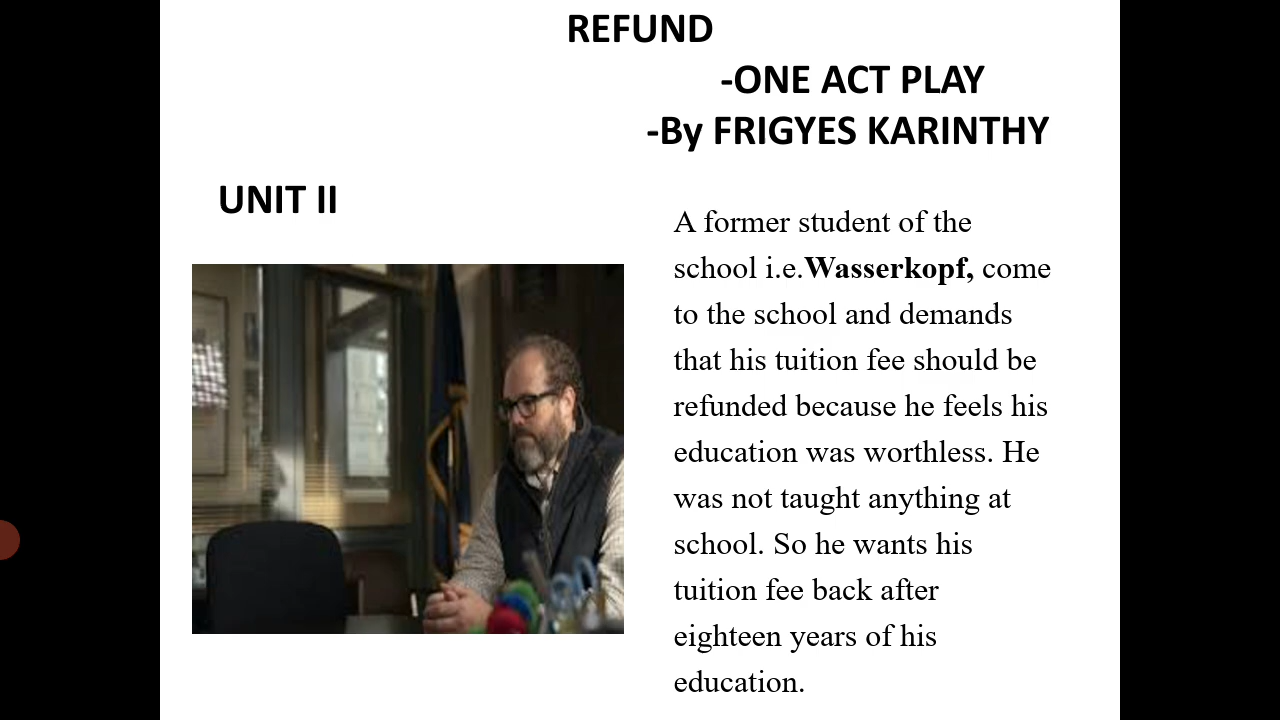 REFUND
-ONE ACT PLAY
-By FRIGYES KARINTHY
UNIT II
A former student of the
school i.e.Wasserkopf, come
to the school and demands
that his tuition fee should be
refunded because he feels his
education was worthless. He
was not taught anything at
school. So he wants his
tuition fee back after
eighteen years of his
education.